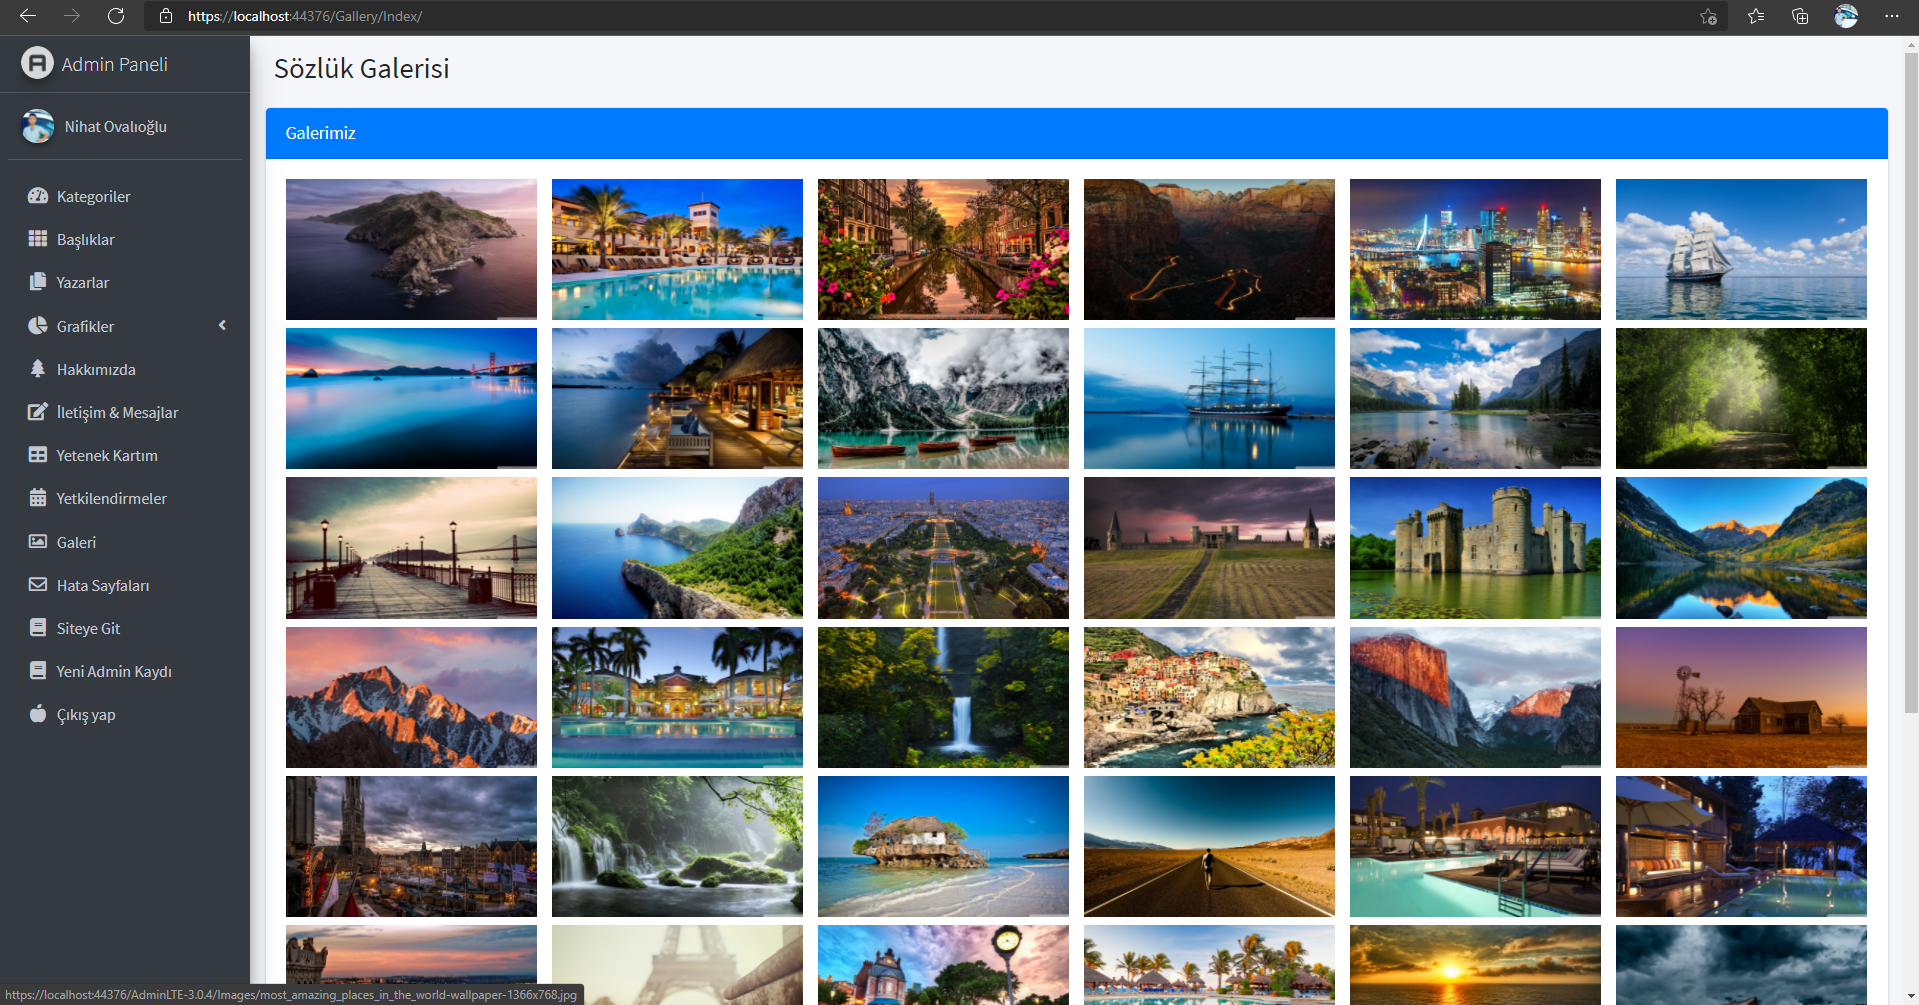 https://localhost:44376/Gallery/Index/
Admin Paneli
Nihat Ovalıoğlu
Kategoriler
Başlıklar
Yazarlar
Grafikler
Hakkımızda
İletişim & Mesajlar
Yetenek Kartım
Yetkilendirmeler
Galeri
Hata Sayfaları
Siteye Git
Yeni Admin Kaydı
Çıkış yap
Sözlük Galerisi
Galerimiz
https://localhost:44376/AdminLTE-3.0.4/Images/most_amazing_places_in_the_world-wallpaper-1366x768.jpg